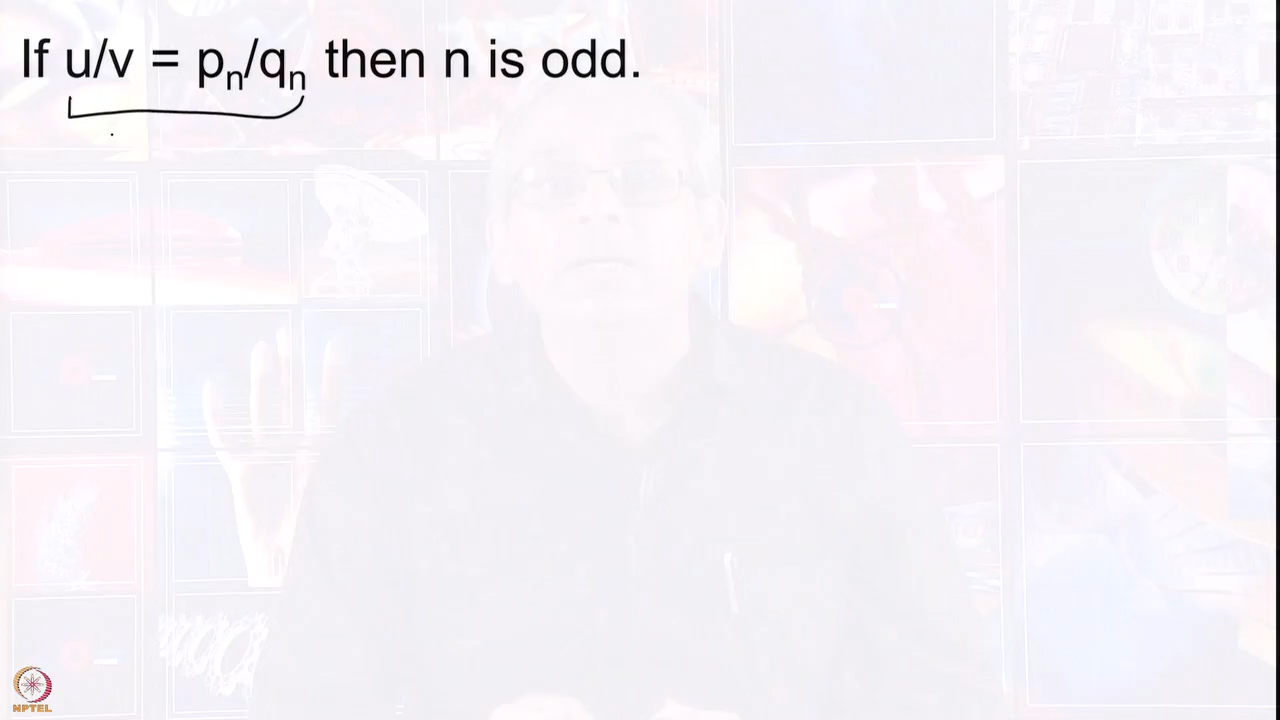 If u/v = pₙ/qₙ then n is odd.
NPTEL